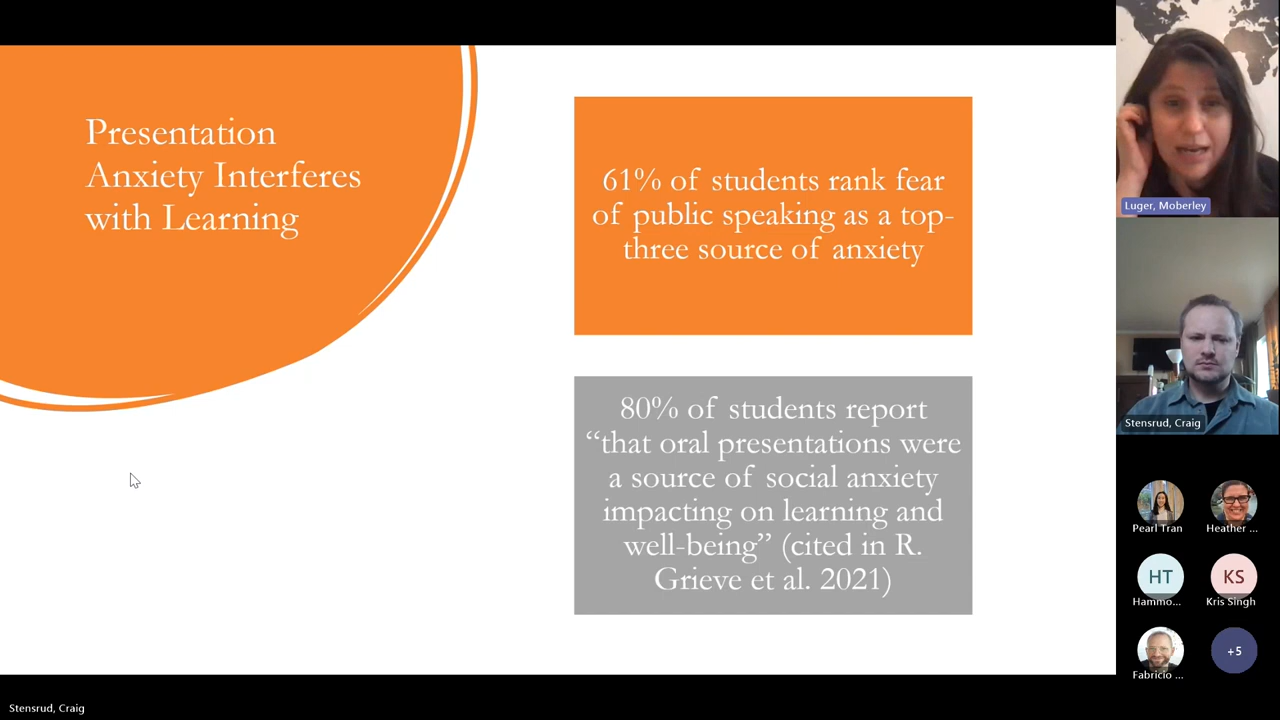 Presentation
Anxiety Interferes
with Learning
61% of students rank fear
of public speaking as a top-
three source of anxiety
80% of students report
“that oral presentations were
a source of social anxiety
impacting on learning and
well-being” (cited in R.
Grieve et al. 2021)
Luger, Moberley
Stensrud, Craig
Pearl Tran
Heather ...
HT
KS
Hammo...
Kris Singh
Fabricio ...
+5
Stensrud, Craig